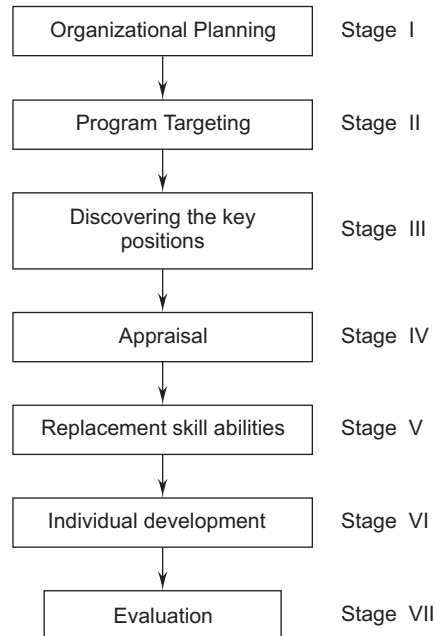 Organizational Planning Stage I
Program Targeting Stage II
Discovering the key
positions Stage III
Appraisal Stage IV
Replacement skill abilities Stage V
Individual development Stage VI
Evaluation Stage VII